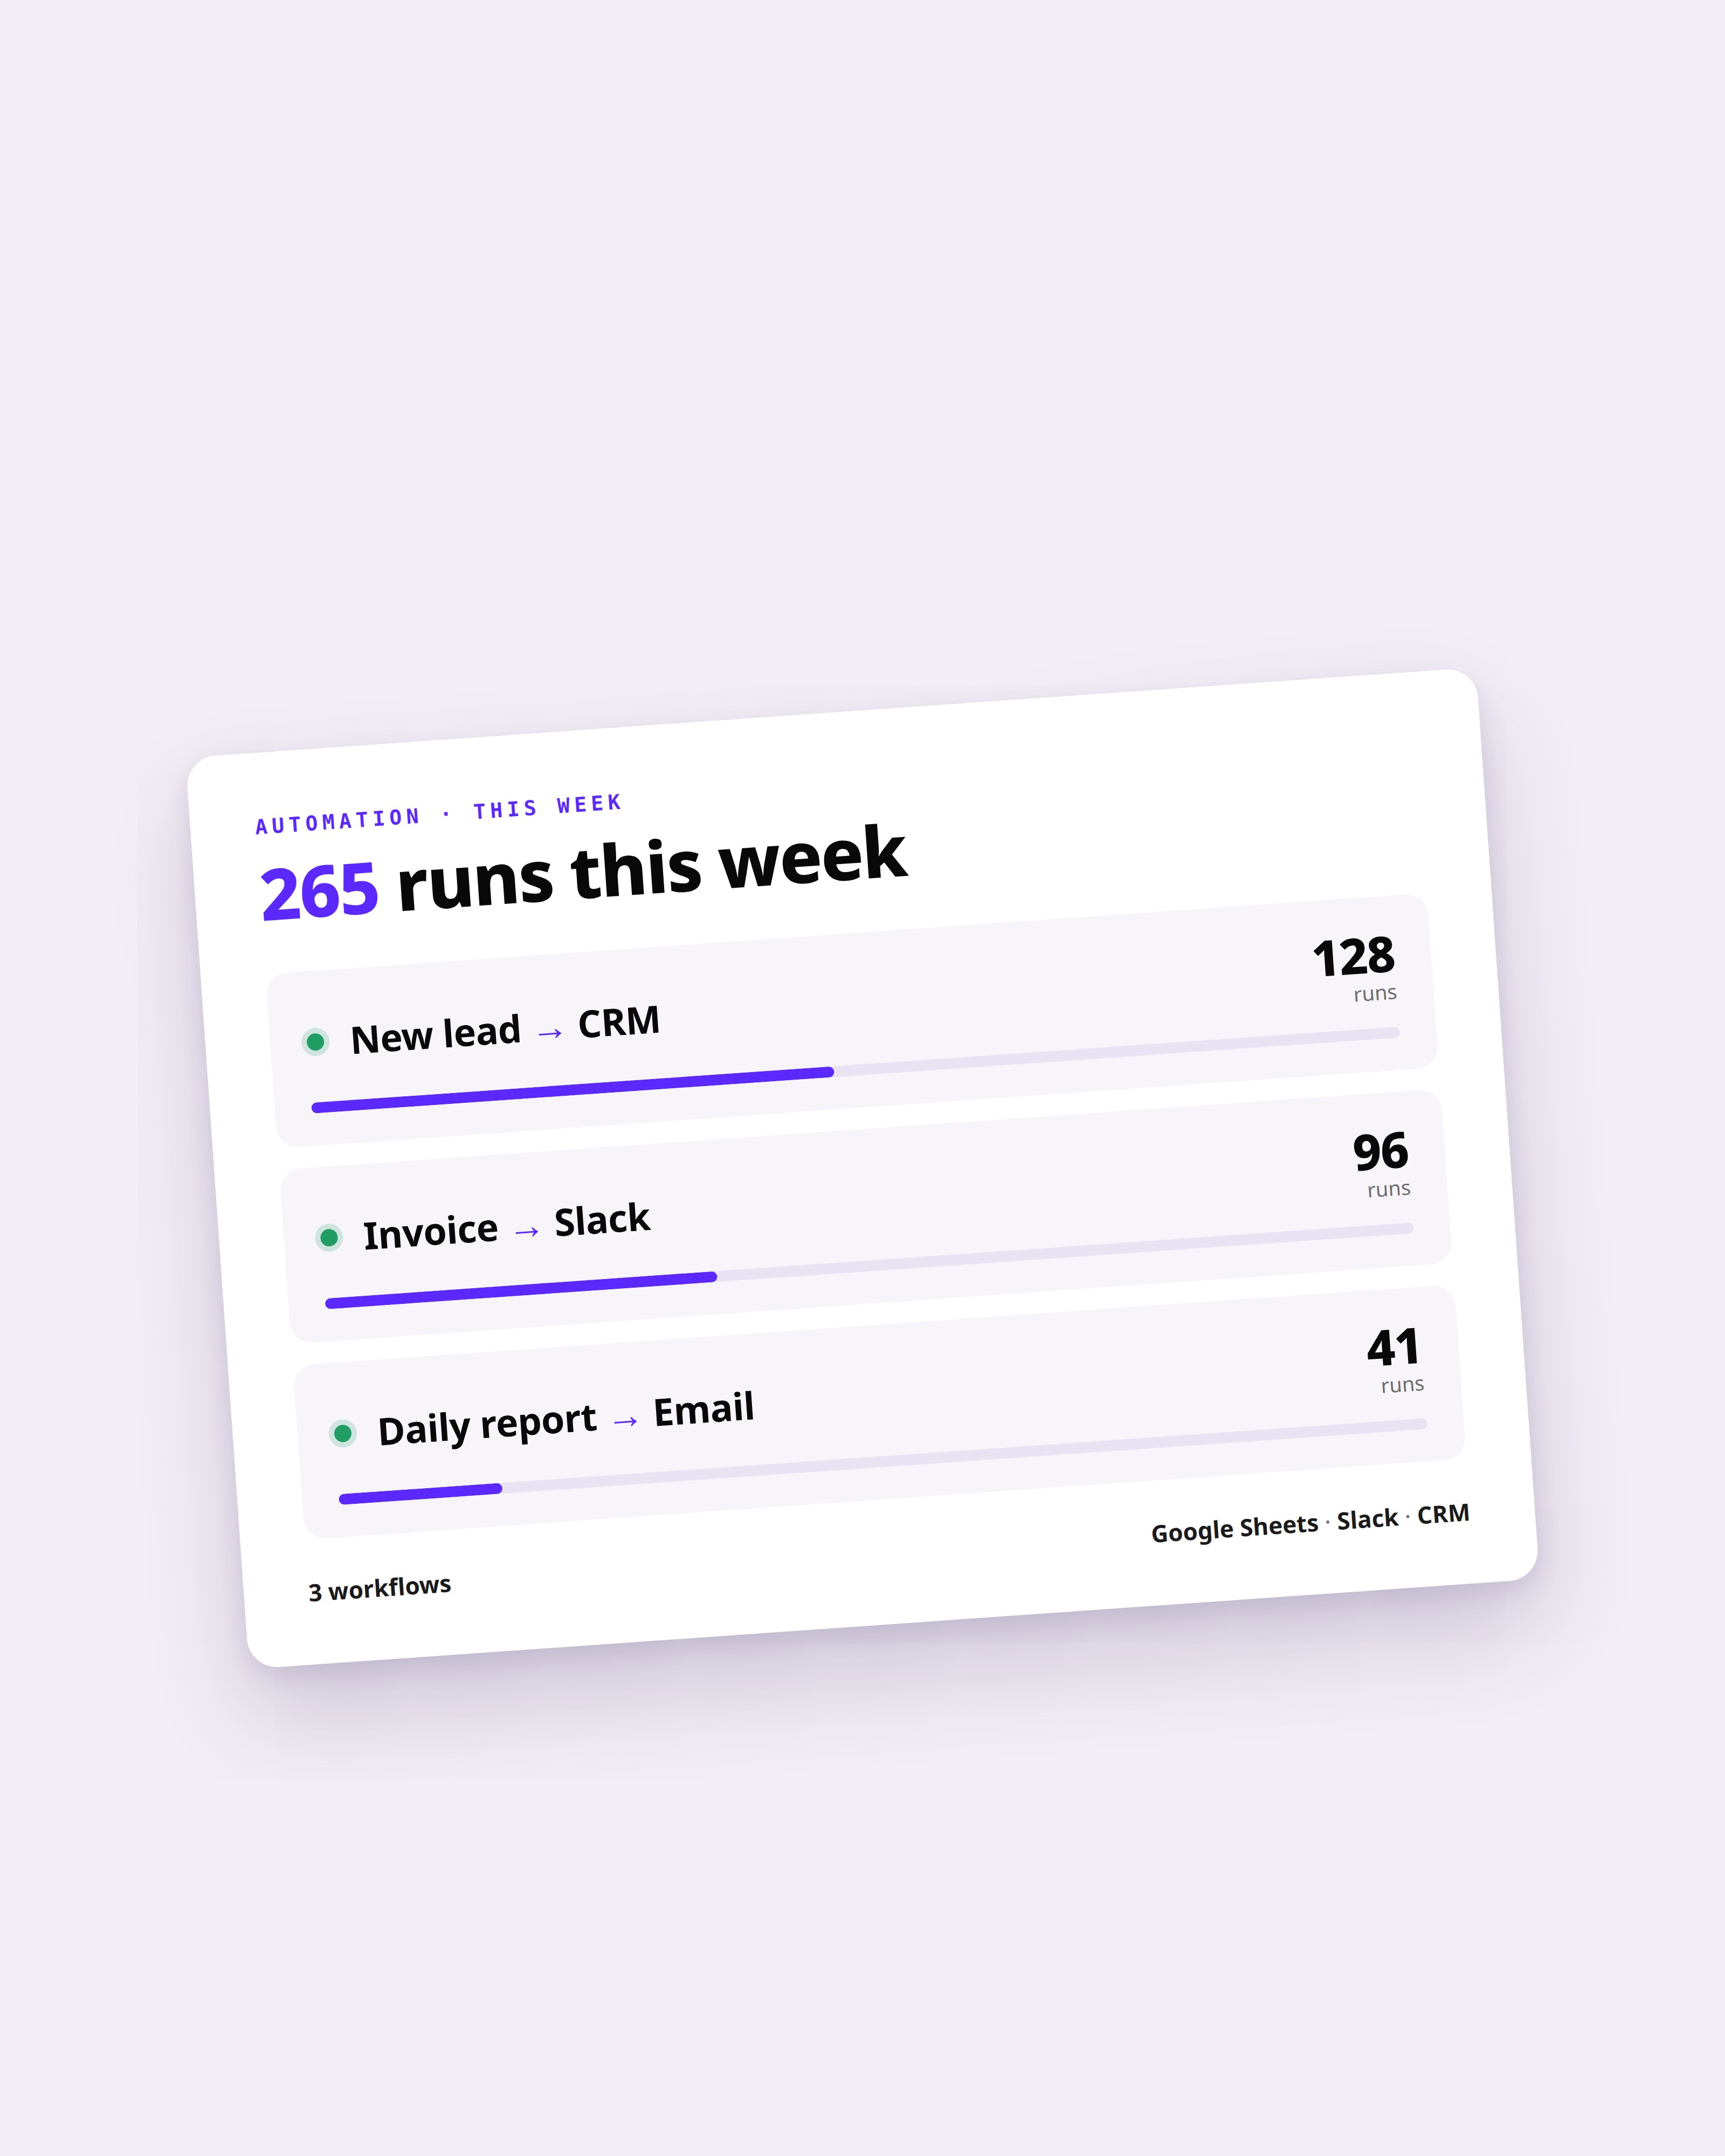 AUTOMATION · THIS WEEK
265 runs this week
New lead → CRM
128
runs
Invoice → Slack
96
runs
Daily report → Email
41
runs
3 workflows
Google Sheets · Slack · CRM